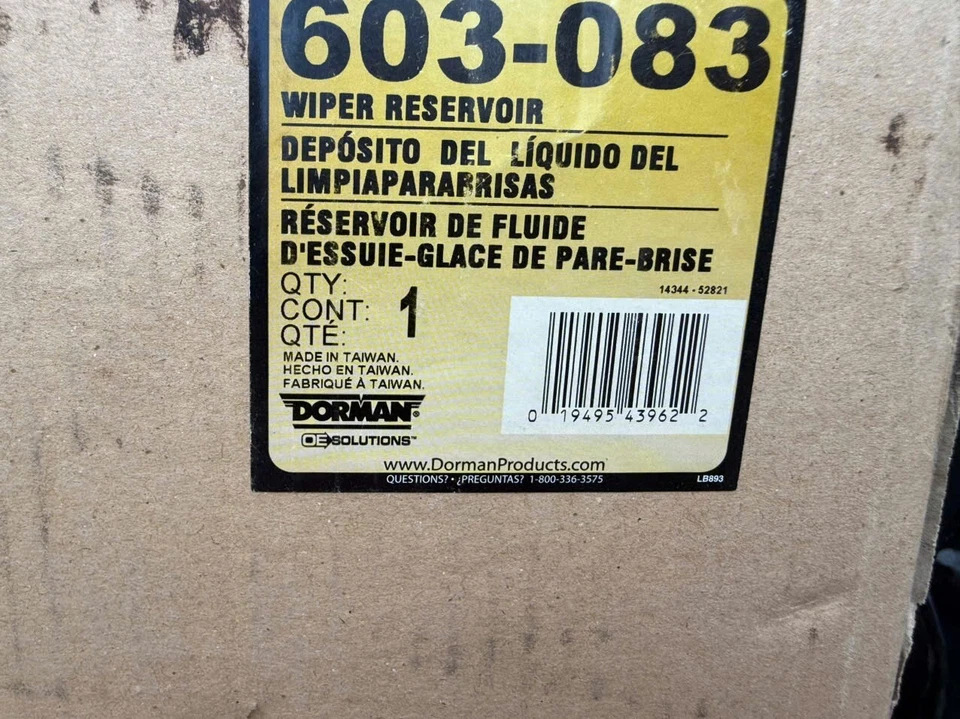 603-083
WIPER RESERVOIR
DEPÓSITO DEL LÍQUIDO DEL
LIMPIAPARABRISAS
RÉSERVOIR DE FLUIDE
D'ESSUIE-GLACE DE PARE-BRISE
QTY:
CONT: 1
QTÉ:
14344 - 52821
MADE IN TAIWAN.
HECHO EN TAIWAN.
FABRIQUÉ À TAIWAN.
DORMAN®
OE SOLUTIONS™
0 19495 43962 2
www.DormanProducts.com
QUESTIONS? • ¿PREGUNTAS? 1-800-336-3575
LB893